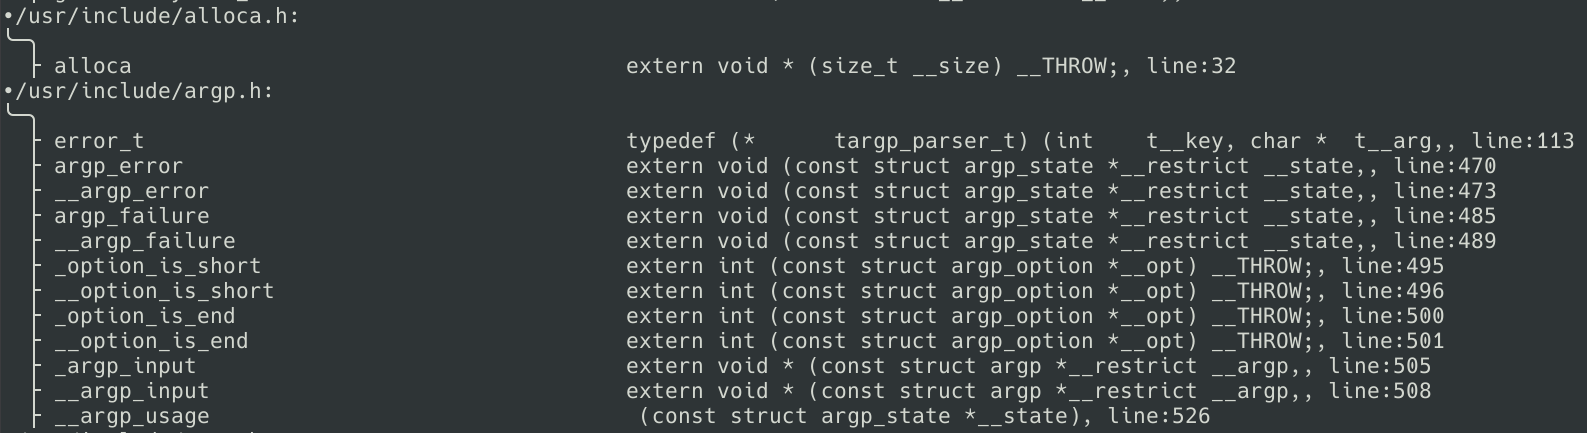 •/usr/include/alloca.h:
alloca extern void * (size_t __size) __THROW;, line:32
•/usr/include/argp.h:
error_t typedef (* targp_parser_t) (int t__key, char * t__arg,, line:113
argp_error extern void (const struct argp_state *__restrict __state,, line:470
__argp_error extern void (const struct argp_state *__restrict __state,, line:473
argp_failure extern void (const struct argp_state *__restrict __state,, line:485
__argp_failure extern void (const struct argp_state *__restrict __state,, line:489
_option_is_short extern int (const struct argp_option *__opt) __THROW;, line:495
__option_is_short extern int (const struct argp_option *__opt) __THROW;, line:496
_option_is_end extern int (const struct argp_option *__opt) __THROW;, line:500
__option_is_end extern int (const struct argp_option *__opt) __THROW;, line:501
_argp_input extern void * (const struct argp *__restrict __argp,, line:505
__argp_input extern void * (const struct argp *__restrict __argp,, line:508
__argp_usage (const struct argp_state *__state), line:526